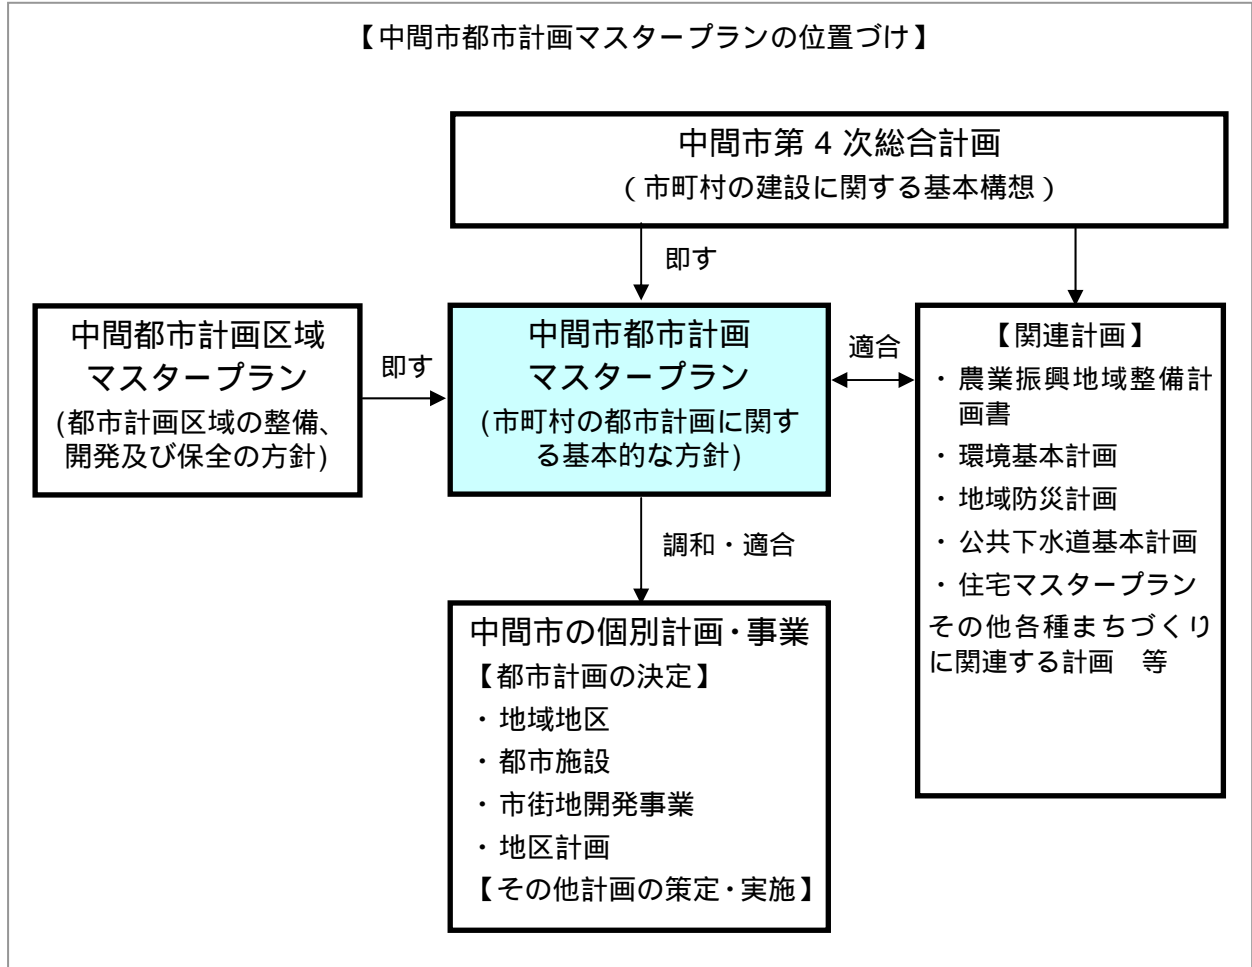 【中間市都市計画マスタープランの位置づけ】
中間市第4次総合計画
（市町村の建設に関する基本構想）
即す
中間都市計画区域
マスタープラン
(都市計画区域の整備、
開発及び保全の方針)
即す
中間市都市計画
マスタープラン
(市町村の都市計画に関す
る基本的な方針)
適合
【関連計画】
・農業振興地域整備計
画書
・環境基本計画
・地域防災計画
・公共下水道基本計画
・住宅マスタープラン
その他各種まちづくり
に関連する計画　等
調和・適合
中間市の個別計画・事業
【都市計画の決定】
・地域地区
・都市施設
・市街地開発事業
・地区計画
【その他計画の策定・実施】